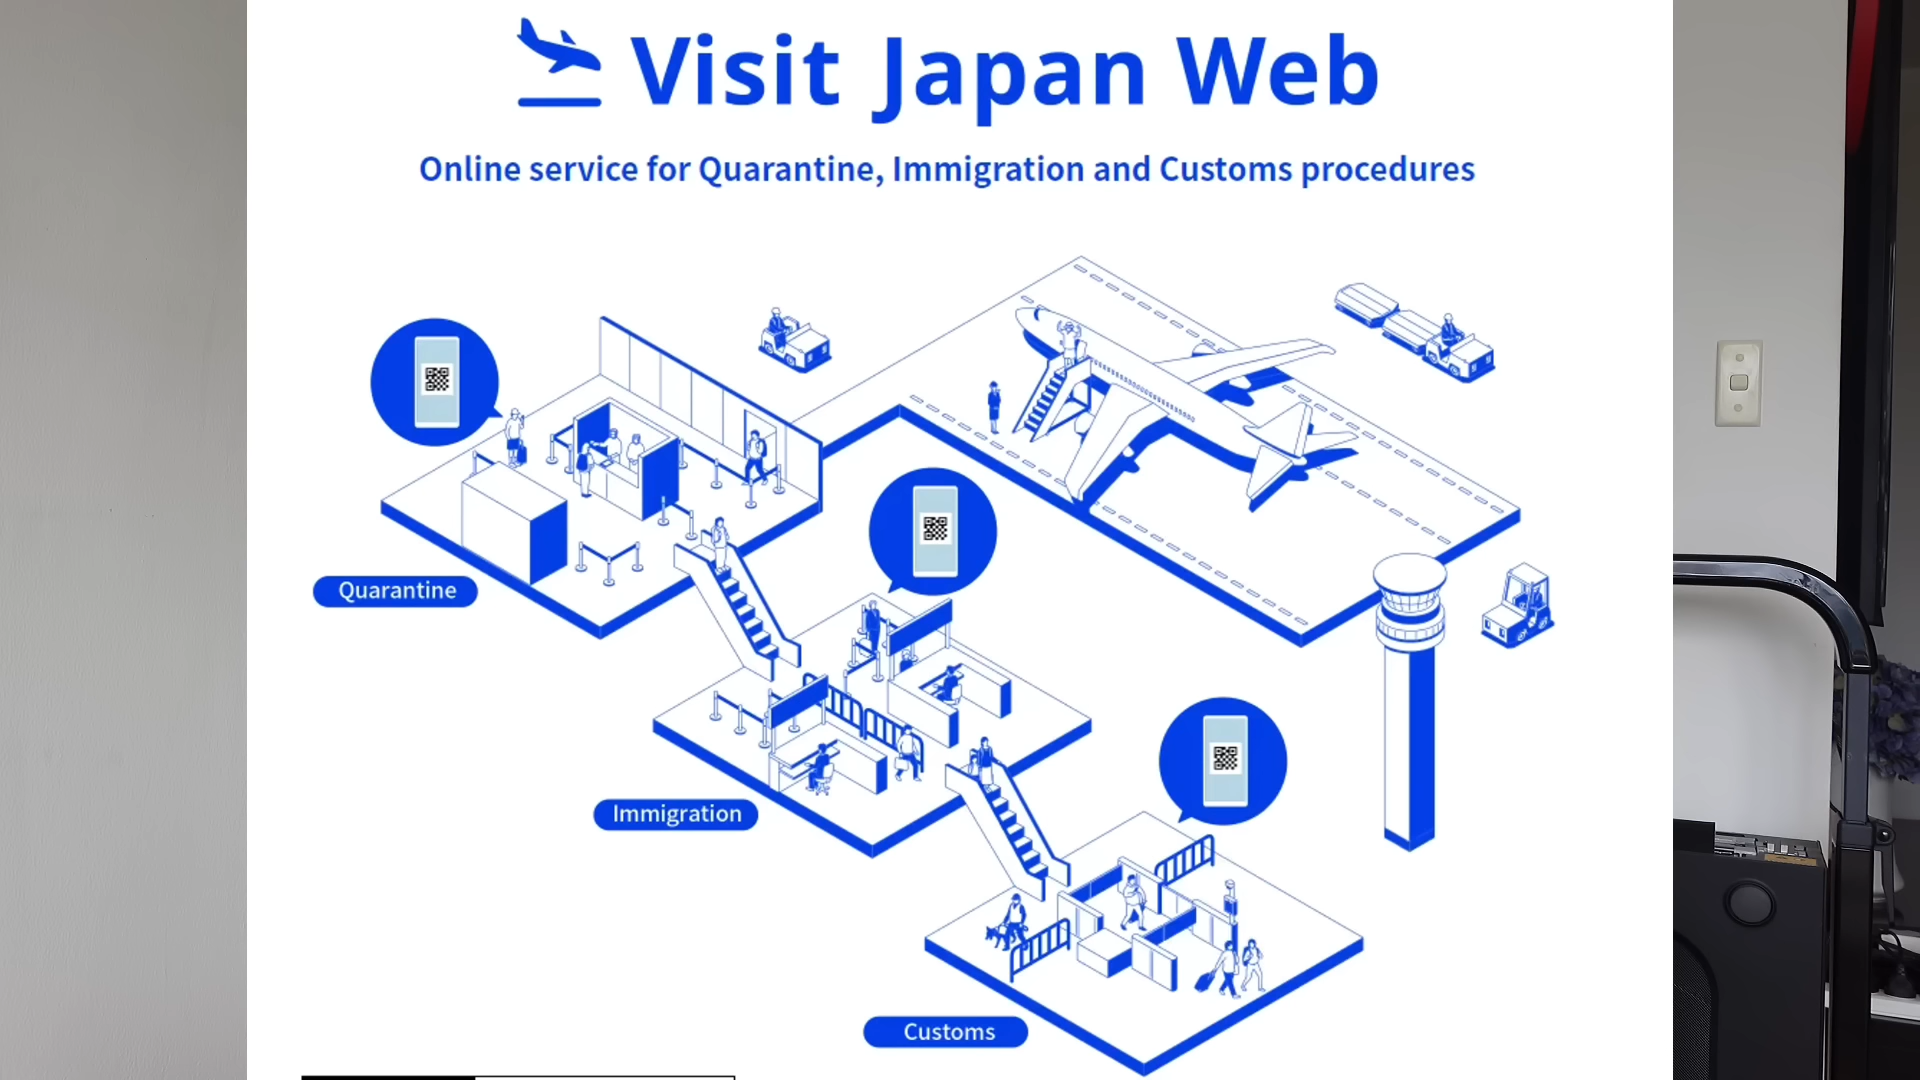 Visit Japan Web
Online service for Quarantine, Immigration and Customs procedures
Quarantine
Immigration
Customs